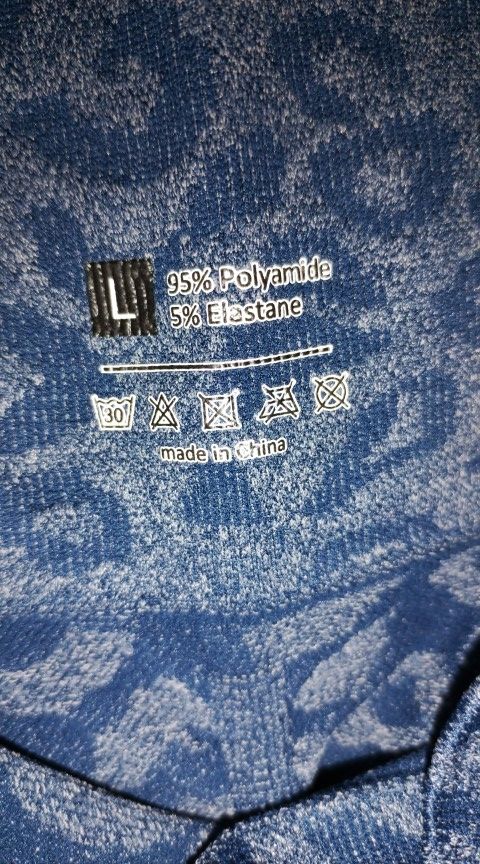 L
95% Polyamide
5% Elastane
30
made in China